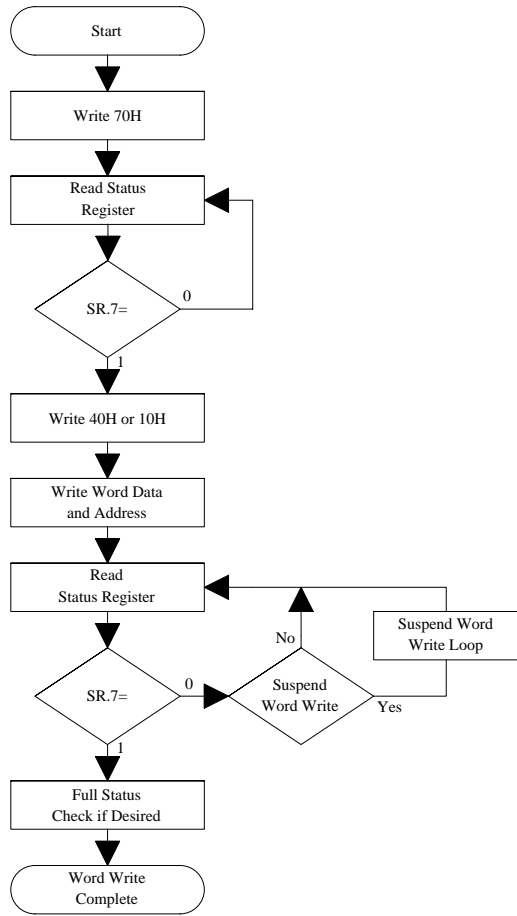 Start
Write 70H
Read Status
Register
SR.7=
0
1
Write 40H or 10H
Write Word Data
and Address
Read
Status Register
No
Suspend Word
Write Loop
SR.7=
0
Suspend
Word Write
Yes
1
Full Status
Check if Desired
Word Write
Complete